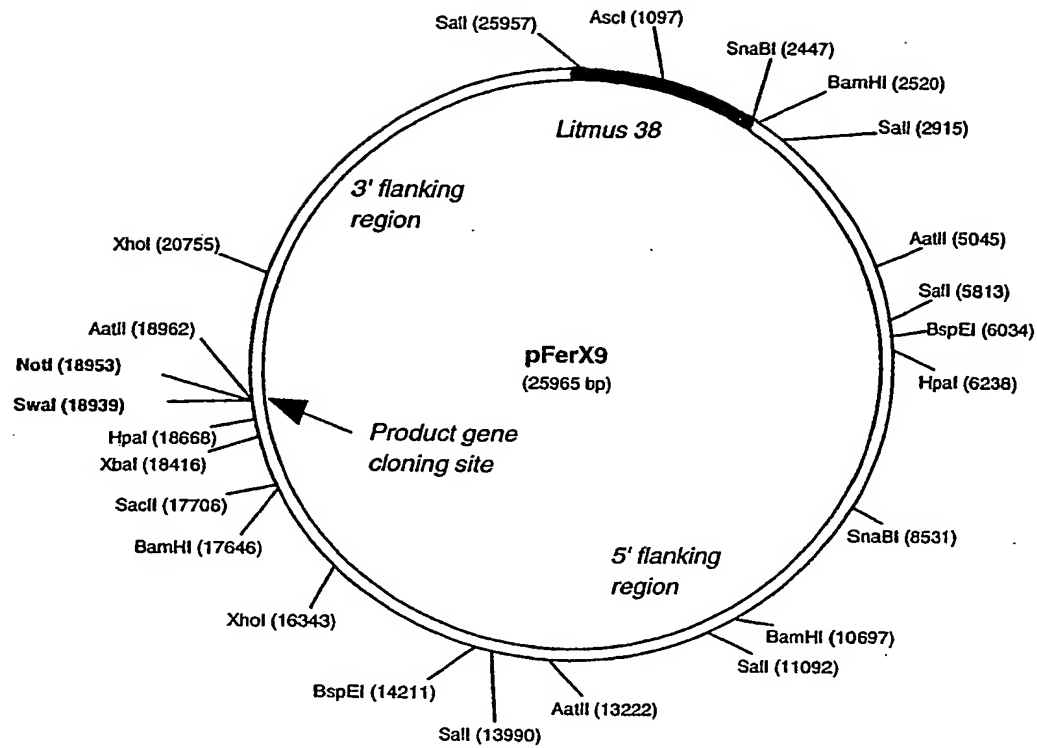 SalI (25957)
AscI (1097)
SnaBI (2447)
BamHI (2520)
SalI (2915)
Litmus 38
3' flanking
region
XhoI (20755)
AatII (5045)
SalI (5813)
BspEI (6034)
HpaI (6238)
AatII (18962)
NotI (18953)
SwaI (18939)
HpaI (18668)
XbaI (18416)
SacII (17706)
BamHI (17646)
pFerX9
(25965 bp)
Product gene
cloning site
SnaBI (8531)
5' flanking
region
XhoI (16343)
BamHI (10697)
SalI (11092)
BspEI (14211)
AatII (13222)
SalI (13990)